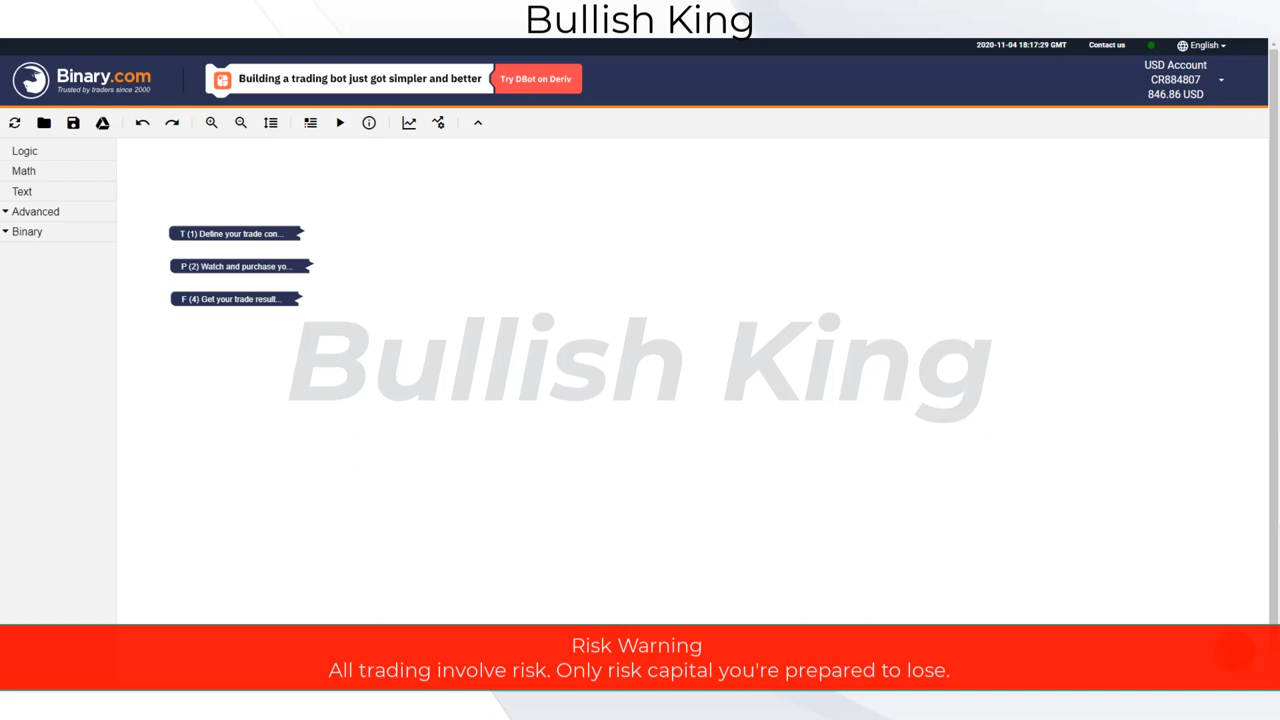 Bullish King
2020-11-04 18:17:29 GMT
Contact us
English
Binary.com
Trusted by traders since 2000
Building a trading bot just got simpler and better
Try DBot on Deriv
USD Account
CR884807
846.86 USD
Logic
Math
Text
Advanced
Binary
T (1) Define your trade con...
P (2) Watch and purchase yo...
F (4) Get your trade result...
Bullish King
Risk Warning
All trading involve risk. Only risk capital you're prepared to lose.